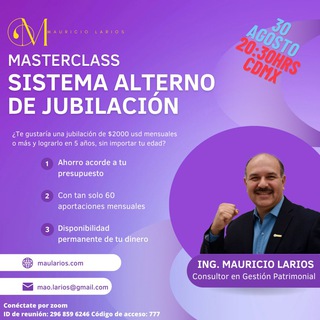 MAURICIO LARIOS
30
AGOSTO
20:30HRS
CDMX
MASTERCLASS
SISTEMA ALTERNO
DE JUBILACIÓN
¿Te gustaría una jubilación de $2000 usd mensuales
o más y lograrlo en 5 años, sin importar tu edad?
1 Ahorro acorde a tu
presupuesto
2 Con tan solo 60
aportaciones mensuales
3 Disponibilidad
permanente de tu dinero
maularios.com
mao.larios@gmail.com
ING. MAURICIO LARIOS
Consultor en Gestión Patrimonial
Conéctate por zoom
ID de reunión: 296 859 6246 Código de acceso: 777